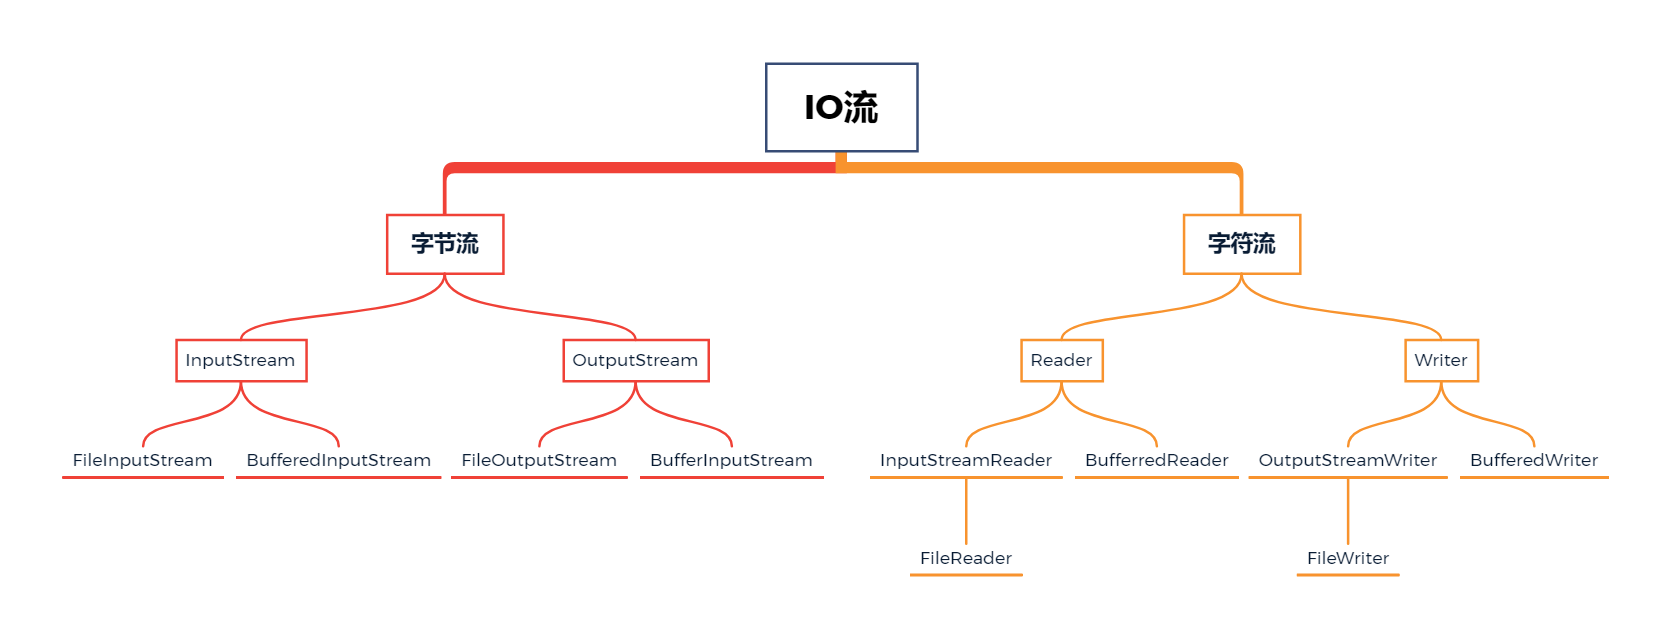 IO流
字节流
字符流
InputStream
OutputStream
Reader
Writer
FileInputStream
BufferedInputStream
FileOutputStream
BufferInputStream
InputStreamReader
BuferredReader
OutputStreamWriter
BufferedWriter
FileReader
FileWriter